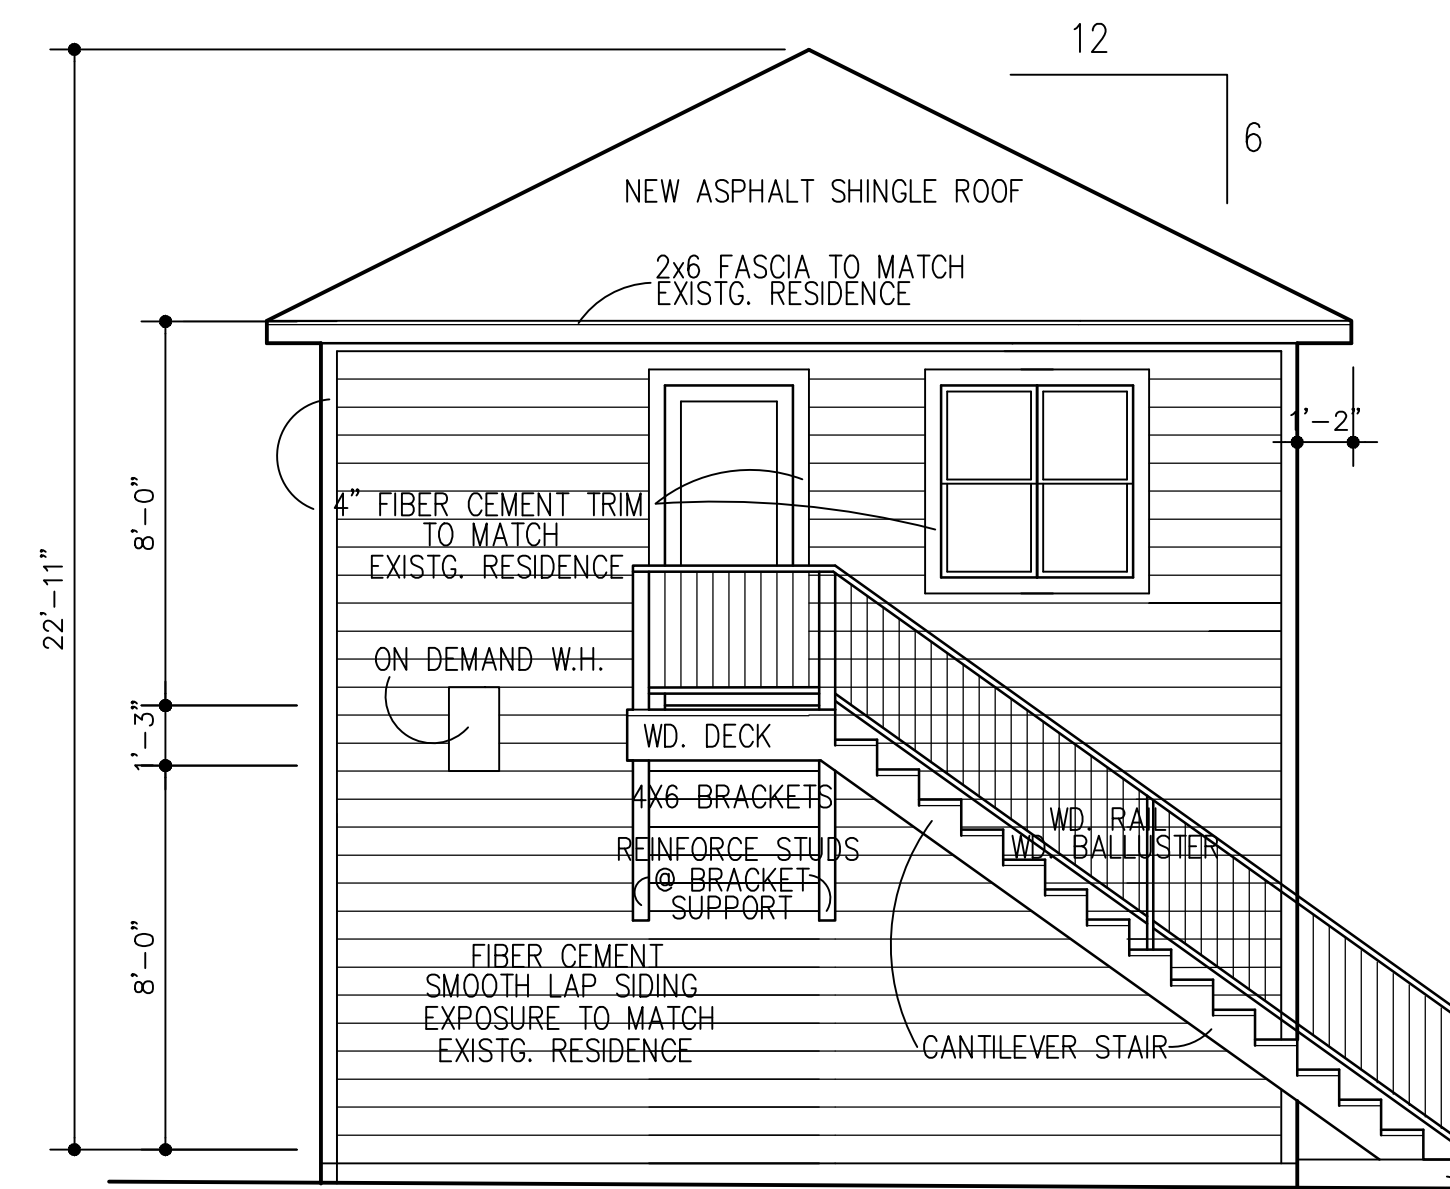 12
6
NEW ASPHALT SHINGLE ROOF
2x6 FASCIA TO MATCH
EXISTG. RESIDENCE
1'-2"
4" FIBER CEMENT TRIM
TO MATCH
EXISTG. RESIDENCE
8'-0"
22'-11"
ON DEMAND W.H.
1'-3"
WD. DECK
4X6 BRACKETS
WD. RAIL
WD. BALLUSTER
REINFORCE STUDS
@ BRACKET
SUPPORT
8'-0"
FIBER CEMENT
SMOOTH LAP SIDING
EXPOSURE TO MATCH
EXISTG. RESIDENCE
CANTILEVER STAIR